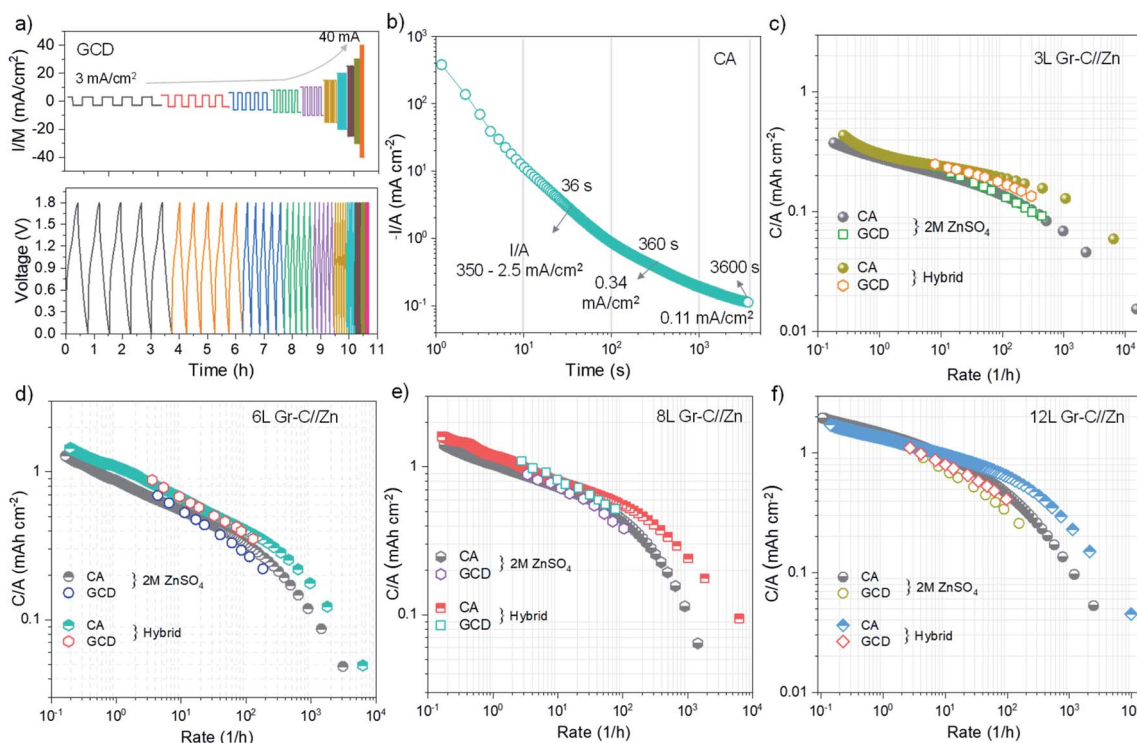 a)
GCD
40 mA
3 mA/cm²
I/M (mA/cm²)
40
20
0
-20
-40
Voltage (V)
1.8
1.5
1.2
0.9
0.6
0.3
0.0
0 1 2 3 4 5 6 7 8 9 10 11
Time (h)
b)
CA
-I/A (mA cm⁻²)
10³
10²
10¹
10⁰
10⁻¹
36 s
I/A
350 - 2.5 mA/cm²
360 s
0.34
mA/cm²
3600 s
0.11 mA/cm²
10⁰ 10¹ 10² 10³
Time (s)
c)
3L Gr-C//Zn
C/A (mAh cm⁻²)
1
0.1
0.01
CA
GCD
} 2M ZnSO₄
CA
GCD
} Hybrid
10⁻¹ 10⁰ 10¹ 10² 10³ 10⁴
Rate (1/h)
d)
6L Gr-C//Zn
C/A (mAh cm⁻²)
1
0.1
CA
GCD
} 2M ZnSO₄
CA
GCD
} Hybrid
10⁻¹ 10⁰ 10¹ 10² 10³ 10⁴
Rate (1/h)
e)
8L Gr-C//Zn
C/A (mAh cm⁻²)
1
0.1
CA
GCD
} 2M ZnSO₄
CA
GCD
} Hybrid
10⁻¹ 10⁰ 10¹ 10² 10³ 10⁴
Rate (1/h)
f)
12L Gr-C//Zn
C/A (mAh cm⁻²)
1
0.1
0.01
CA
GCD
} 2M ZnSO₄
CA
GCD
} Hybrid
10⁻¹ 10⁰ 10¹ 10² 10³ 10⁴
Rate (1/h)